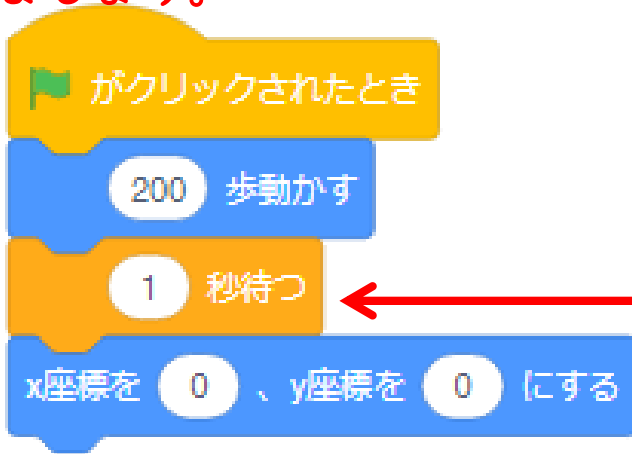 がクリックされたとき
200 歩動かす
1 秒待つ
x座標を 0 、y座標を 0 にする